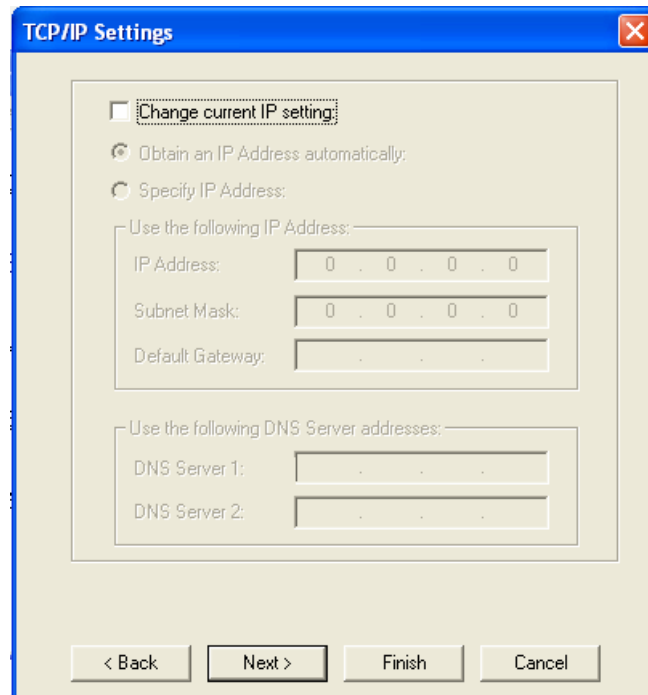 TCP/IP Settings
Change current IP setting:
Obtain an IP Address automatically:
Specify IP Address:
Use the following IP Address:
IP Address: 0 . 0 . 0 . 0
Subnet Mask: 0 . 0 . 0 . 0
Default Gateway: . . .
Use the following DNS Server addresses:
DNS Server 1: . . .
DNS Server 2: . . .
< Back Next > Finish Cancel